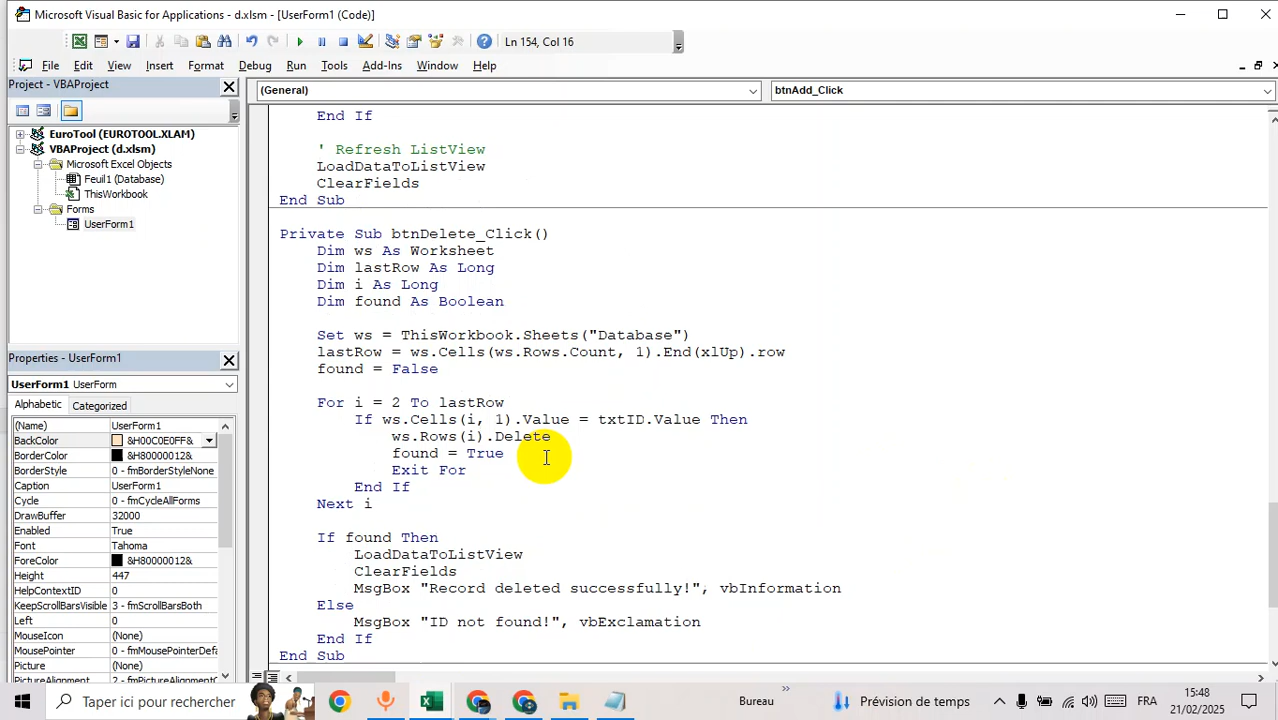 Microsoft Visual Basic for Applications - d.xlsm - [UserForm1 (Code)]
Ln 154, Col 16
File Edit View Insert Format Debug Run Tools Add-Ins Window Help
Project - VBAProject
EuroTool (EUROTOOL.XLAM)
VBAProject (d.xlsm)
Microsoft Excel Objects
Feuil1 (Database)
ThisWorkbook
Forms
UserForm1
Properties - UserForm1
UserForm1 UserForm
Alphabetic Categorized
(Name) UserForm1
BackColor &H00C0E0FF&
BorderColor &H80000012&
BorderStyle 0 - fmBorderStyleNone
Caption UserForm1
Cycle 0 - fmCycleAllForms
DrawBuffer 32000
Enabled True
Font Tahoma
ForeColor &H80000012&
Height 447
HelpContextID 0
KeepScrollBarsVisible 3 - fmScrollBarsBoth
Left 0
MouseIcon (None)
MousePointer 0 - fmMousePointerDefa
Picture (None)
(General) btnAdd_Click
End If
' Refresh ListView
LoadDataToListView
ClearFields
End Sub
Private Sub btnDelete_Click()
Dim ws As Worksheet
Dim lastRow As Long
Dim i As Long
Dim found As Boolean
Set ws = ThisWorkbook.Sheets("Database")
lastRow = ws.Cells(ws.Rows.Count, 1).End(xlUp).row
found = False
For i = 2 To lastRow
If ws.Cells(i, 1).Value = txtID.Value Then
ws.Rows(i).Delete
found = True
Exit For
End If
Next i
If found Then
LoadDataToListView
ClearFields
MsgBox "Record deleted successfully!", vbInformation
Else
MsgBox "ID not found!", vbExclamation
End If
End Sub
Taper ici pour rechercher
Bureau
Prévision de temps
FRA
15:48
21/02/2025